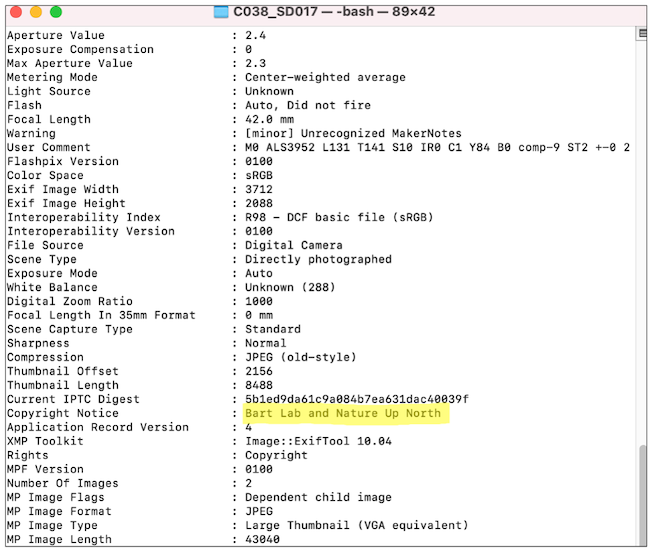 C038_SD017 — -bash — 89×42
Aperture Value : 2.4
Exposure Compensation : 0
Max Aperture Value : 2.3
Metering Mode : Center-weighted average
Light Source : Unknown
Flash : Auto, Did not fire
Focal Length : 42.0 mm
Warning : [minor] Unrecognized MakerNotes
User Comment : M0 ALS3952 L131 T141 S10 IR0 C1 Y84 B0 comp-9 ST2 +-0 2
Flashpix Version : 0100
Color Space : sRGB
Exif Image Width : 3712
Exif Image Height : 2088
Interoperability Index : R98 - DCF basic file (sRGB)
Interoperability Version : 0100
File Source : Digital Camera
Scene Type : Directly photographed
Exposure Mode : Auto
White Balance : Unknown (288)
Digital Zoom Ratio : 1000
Focal Length In 35mm Format : 0 mm
Scene Capture Type : Standard
Sharpness : Normal
Compression : JPEG (old-style)
Thumbnail Offset : 2156
Thumbnail Length : 8488
Current IPTC Digest : 5b1ed9da61c9a084b7ea631dac40039f
Copyright Notice : Bart Lab and Nature Up North
Application Record Version : 4
XMP Toolkit : Image::ExifTool 10.04
Rights : Copyright
MPF Version : 0100
Number Of Images : 2
MP Image Flags : Dependent child image
MP Image Format : JPEG
MP Image Type : Large Thumbnail (VGA equivalent)
MP Image Length : 43040